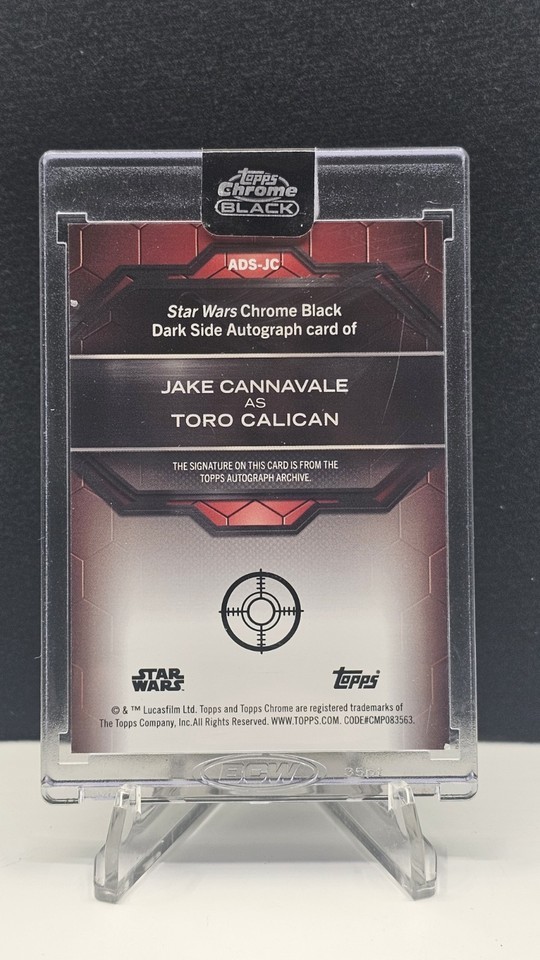 Topps
Chrome
BLACK
ADS-JC
Star Wars Chrome Black
Dark Side Autograph card of
JAKE CANNAVALE
AS
TORO CALICAN
THE SIGNATURE ON THIS CARD IS FROM THE
TOPPS AUTOGRAPH ARCHIVE.
STAR
WARS
Topps
© & ™ Lucasfilm Ltd. Topps and Topps Chrome are registered trademarks of
The Topps Company, Inc.All Rights Reserved. WWW.TOPPS.COM. CODE#CMP083563.
BCW
35pt